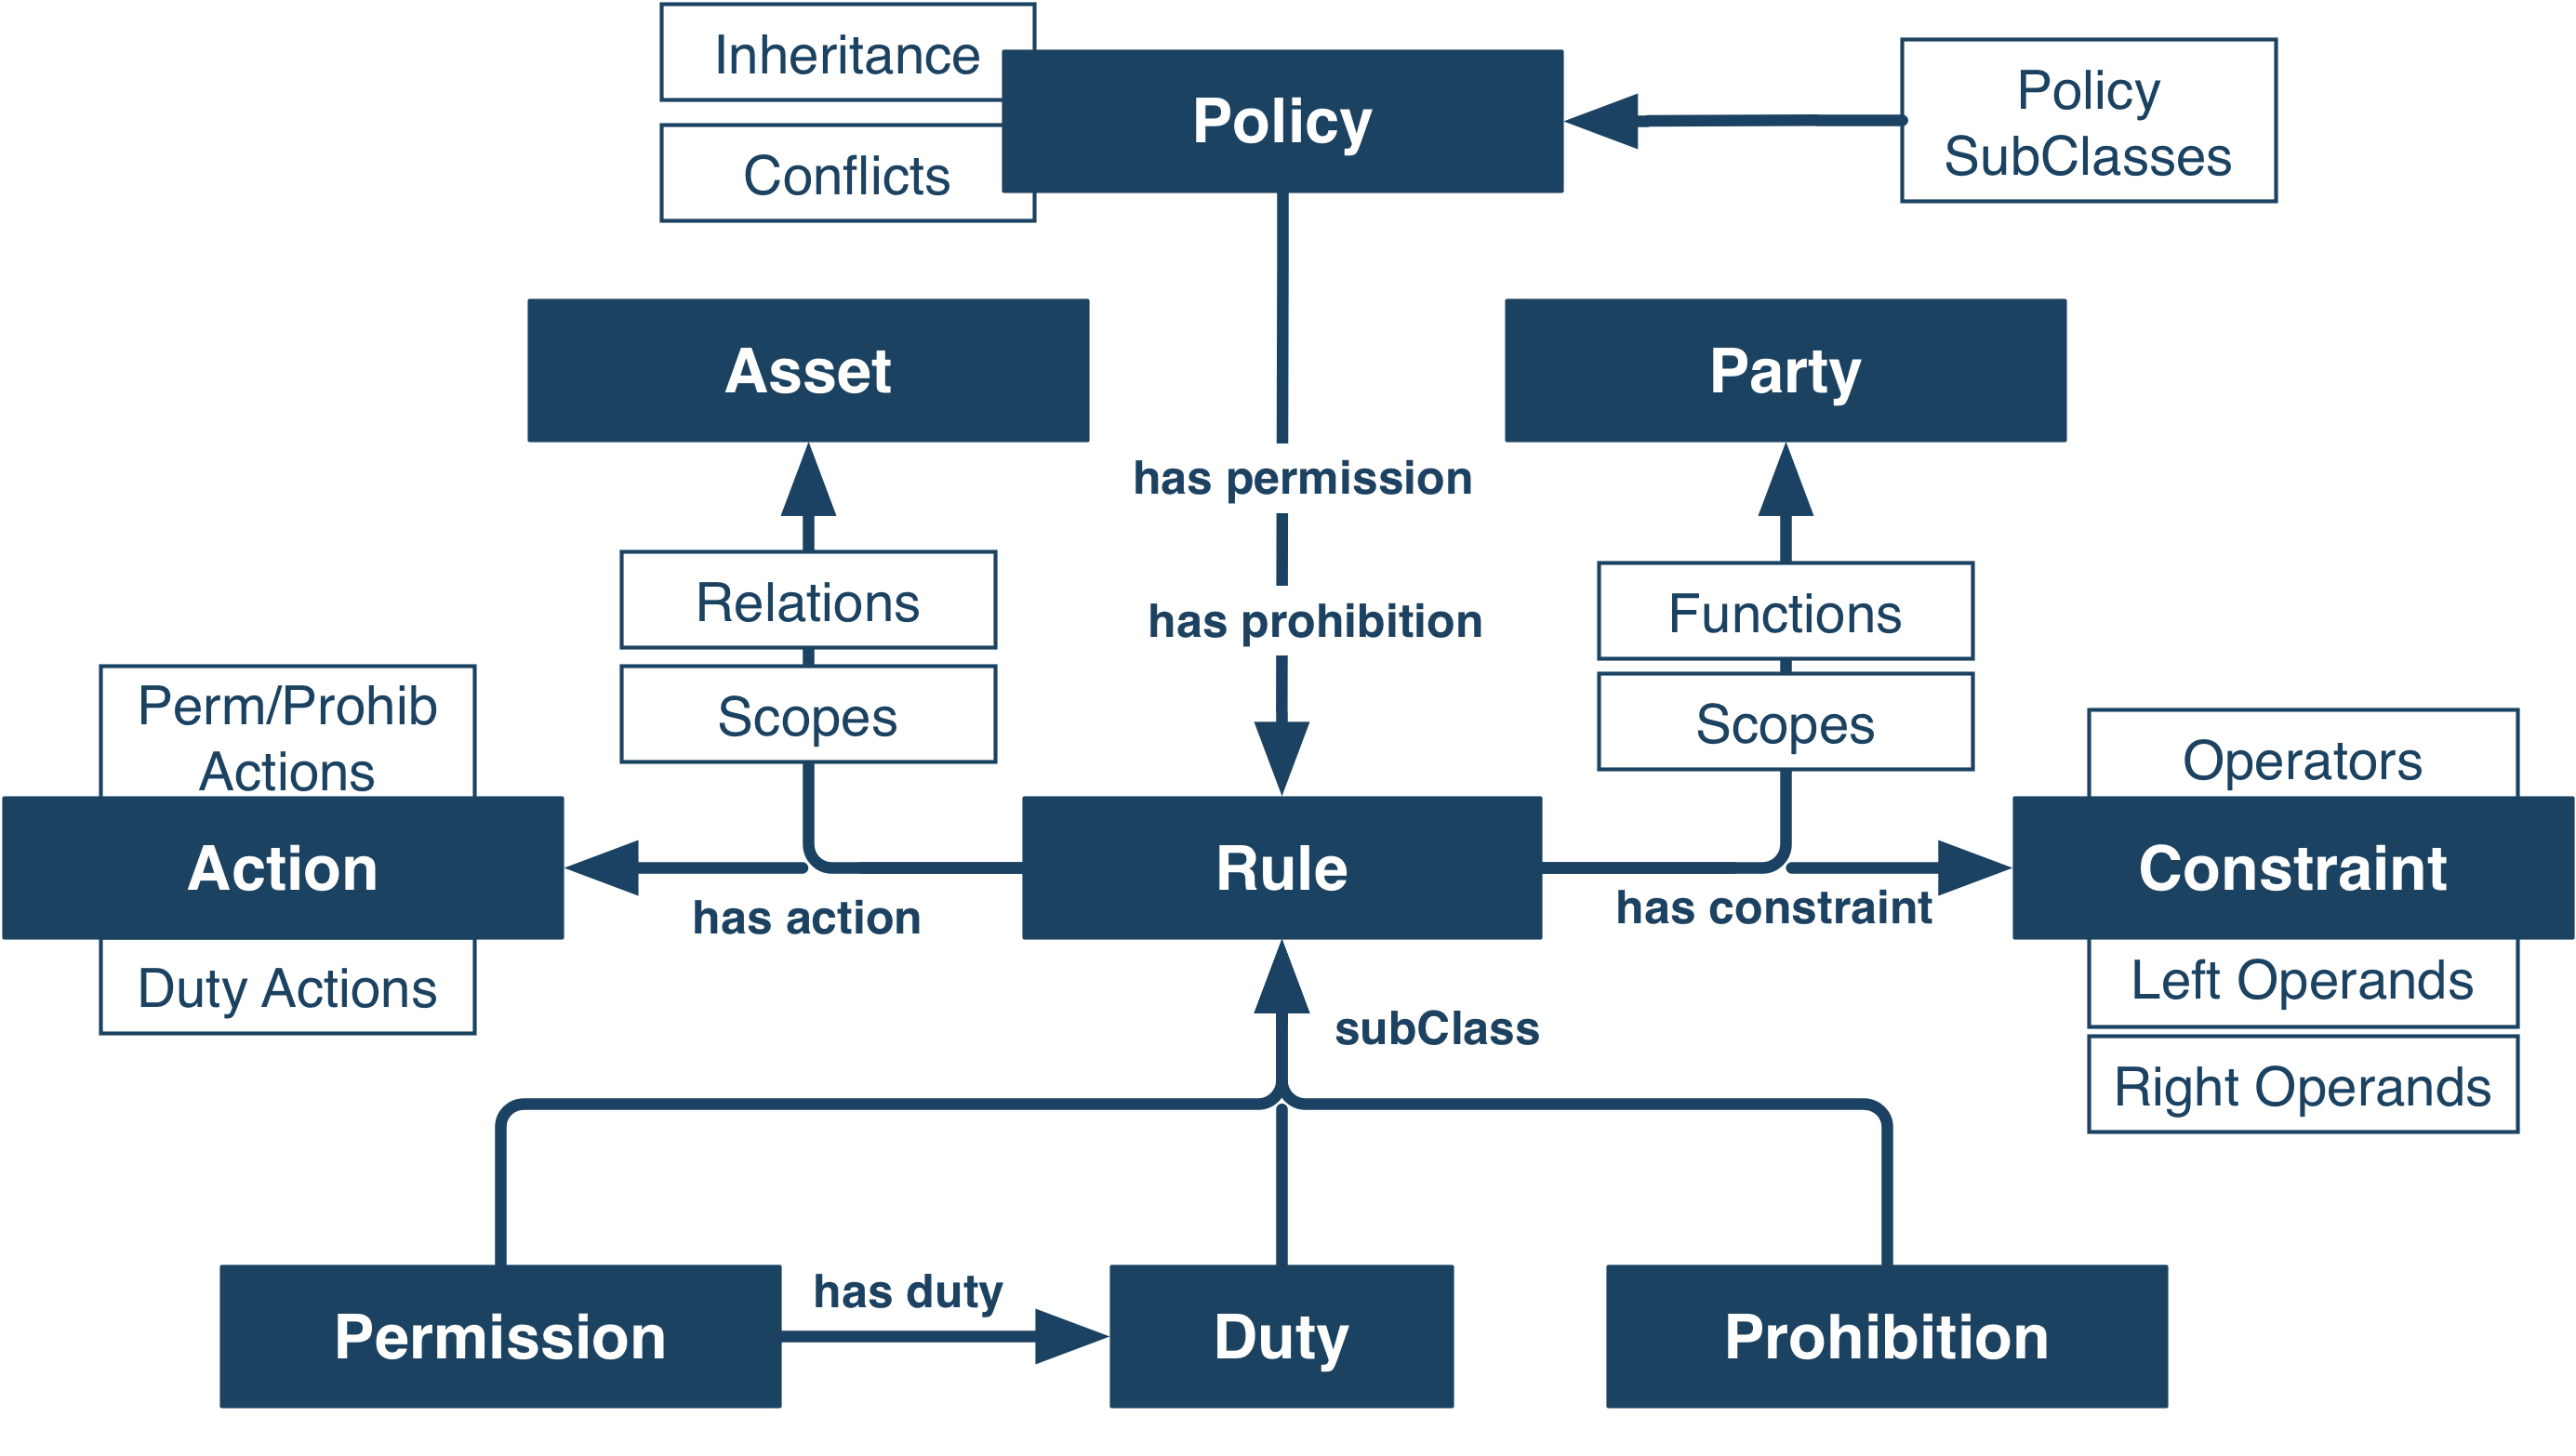 Inheritance
Policy
Conflicts
Policy
SubClasses
Asset
Party
has permission
has prohibition
Relations
Scopes
Functions
Scopes
Perm/Prohib
Actions
Action
Duty Actions
has action
Rule
has constraint
Operators
Constraint
Left Operands
Right Operands
subClass
Permission
has duty
Duty
Prohibition